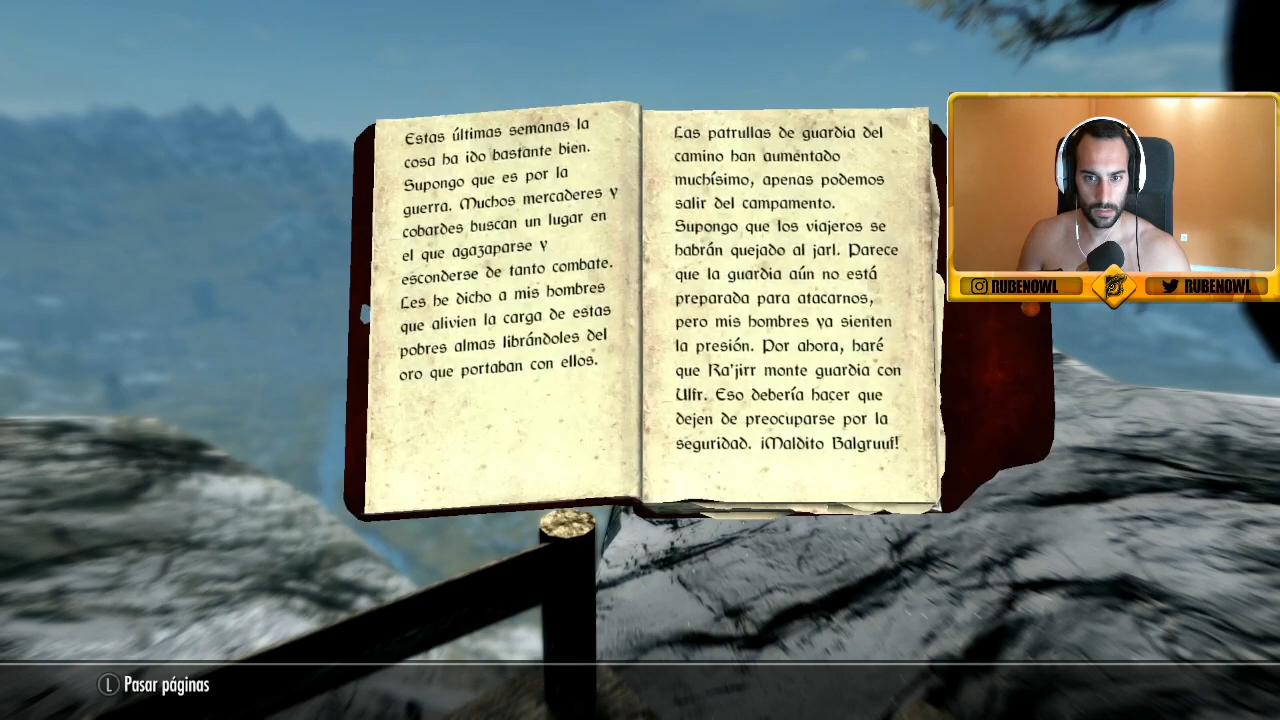 Estas últimas semanas la
cosa ha ido bastante bien.
Supongo que es por la
guerra. Muchos mercaderes y
cobardes buscan un lugar en
el que agazaparse y
esconderse de tanto combate.
Les he dicho a mis hombres
que alivien la carga de estas
pobres almas librándoles del
oro que portaban con ellos.
Las patrullas de guardia del
camino han aumentado
muchísimo, apenas podemos
salir del campamento.
Supongo que los viajeros se
habrán quejado al jarl. Parece
que la guardia aún no está
preparada para atacarnos,
pero mis hombres ya sienten
la presión. Por ahora, haré
que Ra'jirr monte guardia con
Ulfr. Eso debería hacer que
dejen de preocuparse por la
seguridad. ¡Maldito Balgruuf!
RUBENOWL
RUBENOWL
L Pasar páginas